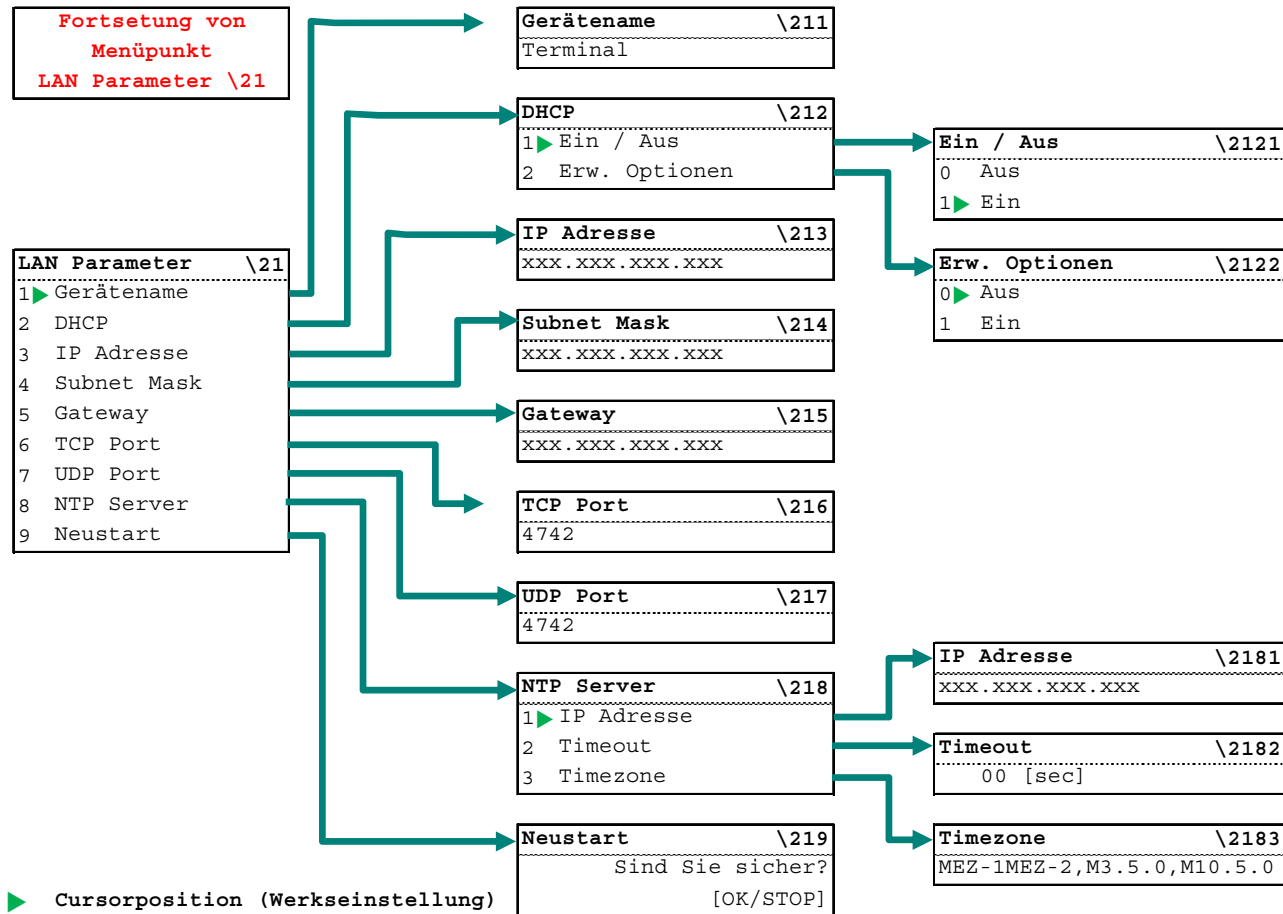 Fortsetung von
Menüpunkt
LAN Parameter \21
LAN Parameter \21
1 Gerätename
2 DHCP
3 IP Adresse
4 Subnet Mask
5 Gateway
6 TCP Port
7 UDP Port
8 NTP Server
9 Neustart
Gerätename \211
Terminal
DHCP \212
1 Ein / Aus
2 Erw. Optionen
Ein / Aus \2121
0 Aus
1 Ein
Erw. Optionen \2122
0 Aus
1 Ein
IP Adresse \213
xxx.xxx.xxx.xxx
Subnet Mask \214
xxx.xxx.xxx.xxx
Gateway \215
xxx.xxx.xxx.xxx
TCP Port \216
4742
UDP Port \217
4742
NTP Server \218
1 IP Adresse
2 Timeout
3 Timezone
IP Adresse \2181
xxx.xxx.xxx.xxx
Timeout \2182
00 [sec]
Timezone \2183
MEZ-1MEZ-2,M3.5.0,M10.5.0
Neustart \219
Sind Sie sicher?
[OK/STOP]
Cursorposition (Werkseinstellung)